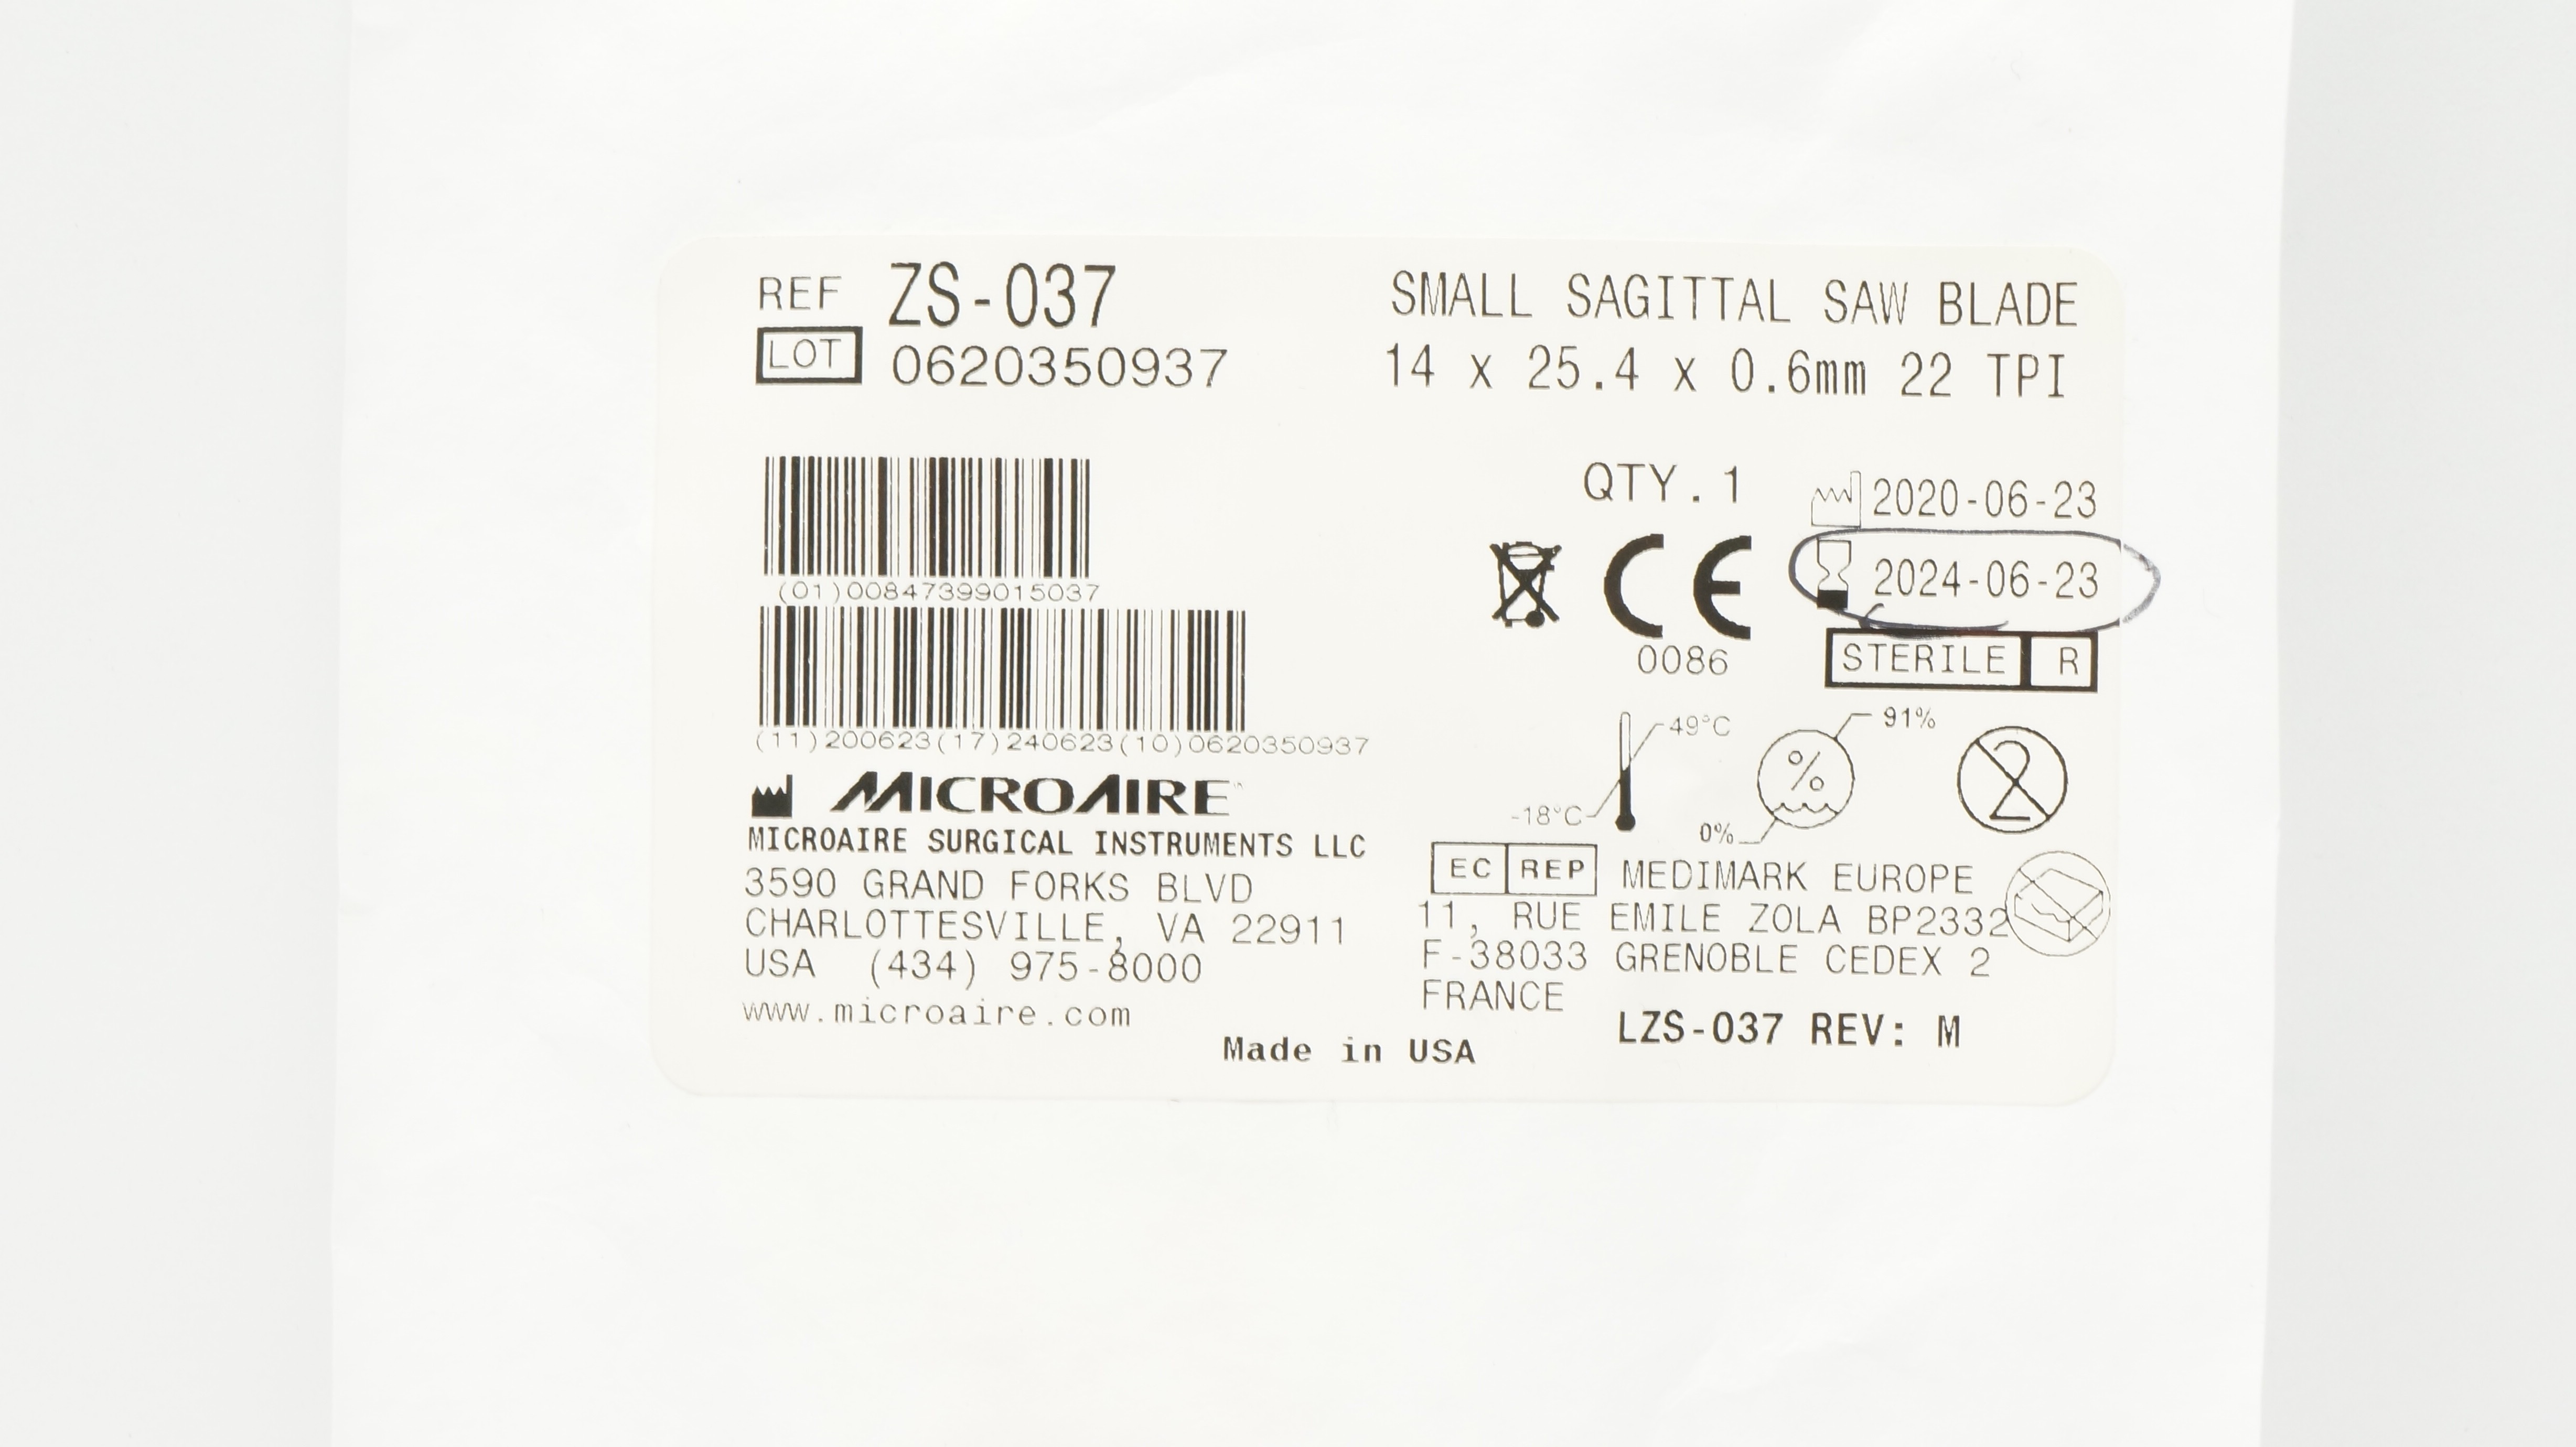 REF ZS-037
LOT 0620350937
SMALL SAGITTAL SAW BLADE
14 x 25.4 x 0.6mm 22 TPI
(01)00847399015037
(11)200623(17)240623(10)0620350937
QTY.1
2020-06-23
2024-06-23
CE
0086
STERILE R
49°C
-18°C
%
91%
0%
2
MICROAIRE™
MICROAIRE SURGICAL INSTRUMENTS LLC
3590 GRAND FORKS BLVD
CHARLOTTESVILLE, VA 22911
USA (434) 975-8000
www.microaire.com
EC REP MEDIMARK EUROPE
11, RUE EMILE ZOLA BP2332
F-38033 GRENOBLE CEDEX 2
FRANCE
LZS-037 REV: M
Made in USA